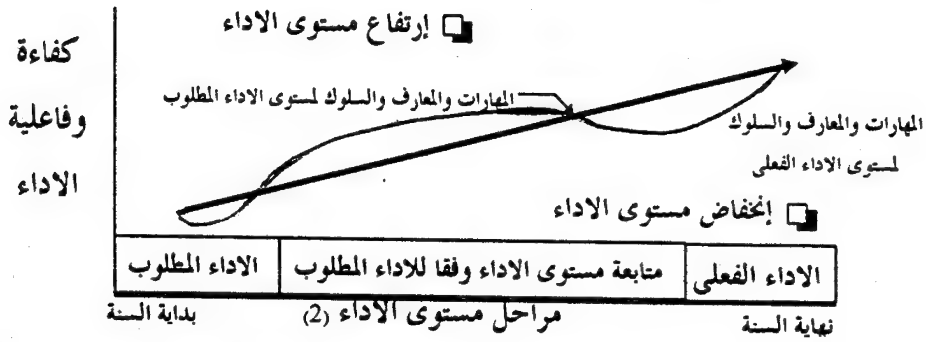 ❏ إرتفاع مستوى الاداء
كفاءة
وفاعلية
الاداء
المهارات والمعارف والسلوك لمستوى الاداء المطلوب
المهارات والمعارف والسلوك
لمستوى الاداء الفعلى
❏ إنخفاض مستوى الاداء
الاداء الفعلى
متابعة مستوى الاداء وفقا للاداء المطلوب
الاداء المطلوب
نهاية السنة
مراحل مستوى الاداء (2)
بداية السنة